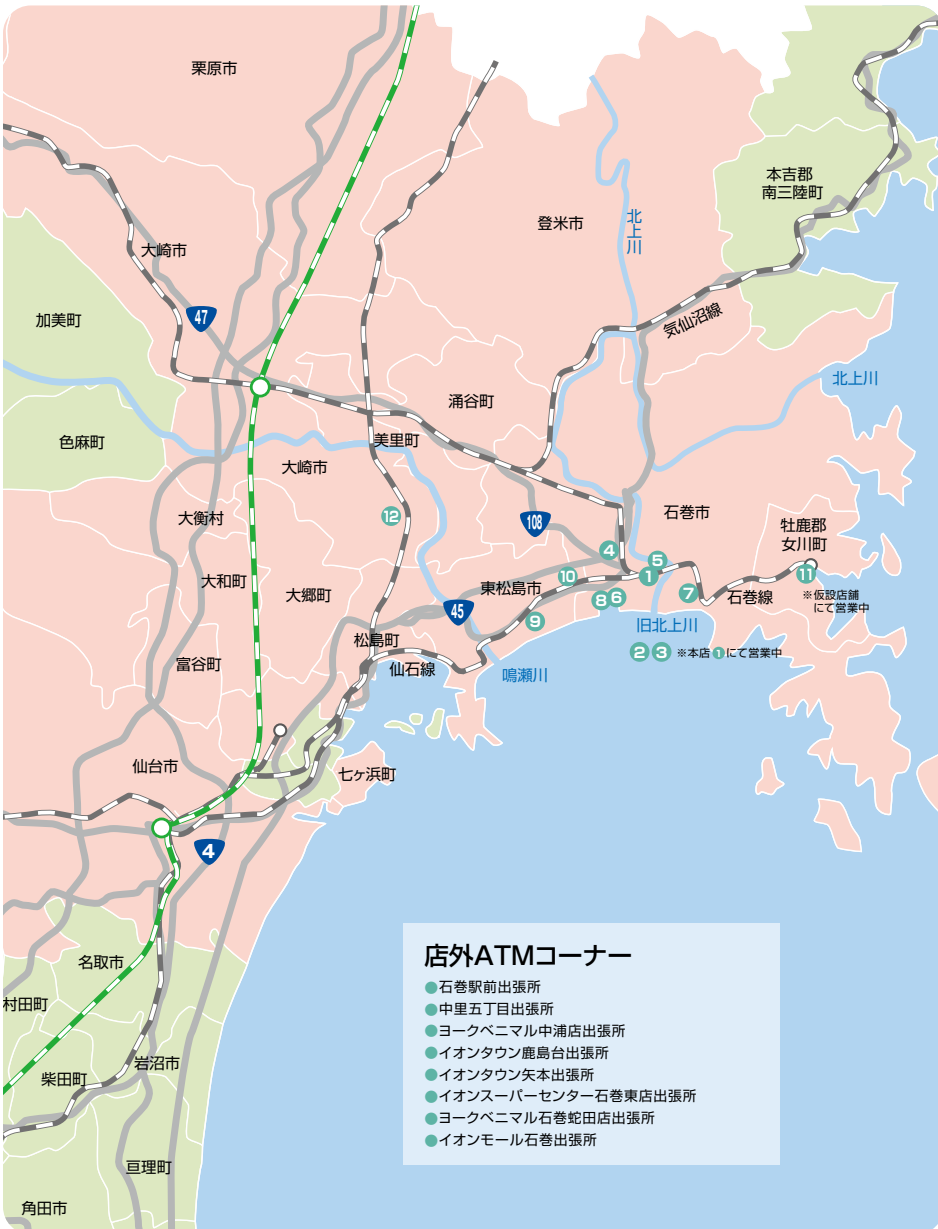 栗原市
本吉郡
南三陸町
登米市
北上川
大崎市
47
加美町
気仙沼線
北上川
涌谷町
色麻町
美里町
大崎市
12
大衡村
108
石巻市
牡鹿郡
女川町
4
5
大和町
10
1
11
東松島市
大郷町
8 6
7
石巻線
※仮設店舗
にて営業中
45
9
旧北上川
松島町
2 3 ※本店1にて営業中
富谷町
仙石線
鳴瀬川
仙台市
七ヶ浜町
4
店外ATMコーナー
●石巻駅前出張所
●中里五丁目出張所
●ヨークベニマル中浦店出張所
●イオンタウン鹿島台出張所
●イオンタウン矢本出張所
●イオンスーパーセンター石巻東店出張所
●ヨークベニマル石巻蛇田店出張所
●イオンモール石巻出張所
名取市
村田町
岩沼市
柴田町
亘理町
角田市